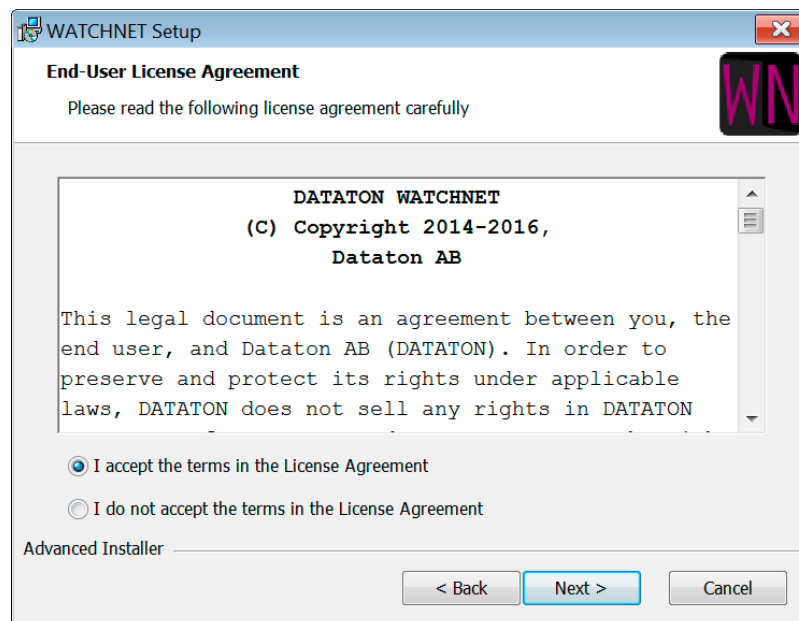 WATCHNET Setup
End-User License Agreement
Please read the following license agreement carefully
WN
DATATON WATCHNET
(C) Copyright 2014-2016,
Dataton AB
This legal document is an agreement between you, the
end user, and Dataton AB (DATATON). In order to
preserve and protect its rights under applicable
laws, DATATON does not sell any rights in DATATON
I accept the terms in the License Agreement
I do not accept the terms in the License Agreement
Advanced Installer
< Back
Next >
Cancel